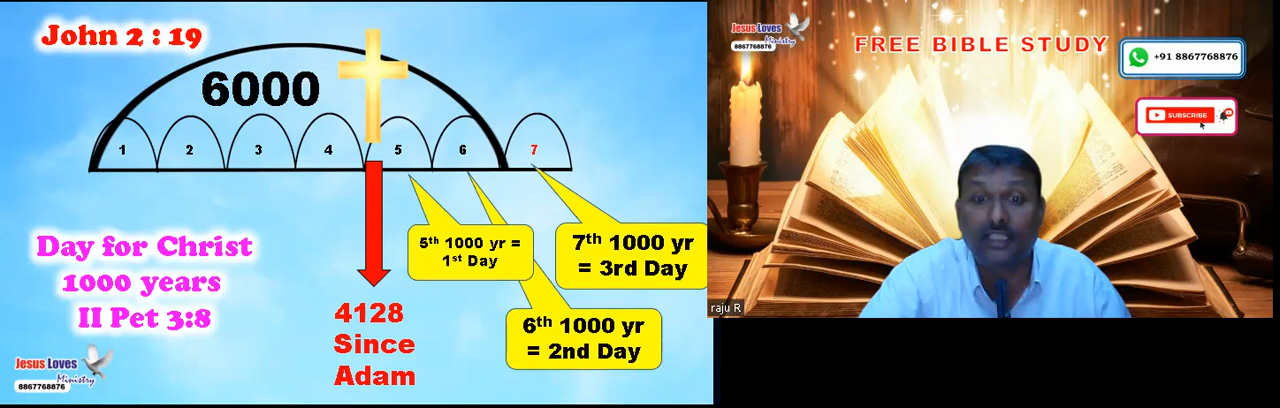 John 2 : 19
6000
1 2 3 4 5 6 7
5th 1000 yr =
1st Day
7th 1000 yr
= 3rd Day
6th 1000 yr
= 2nd Day
Day for Christ
1000 years
II Pet 3:8
4128
Since
Adam
Jesus Loves
Ministry
8867768876
Jesus Loves
Ministry
8867768876
FREE BIBLE STUDY
+91 8867768876
SUBSCRIBE
raju R